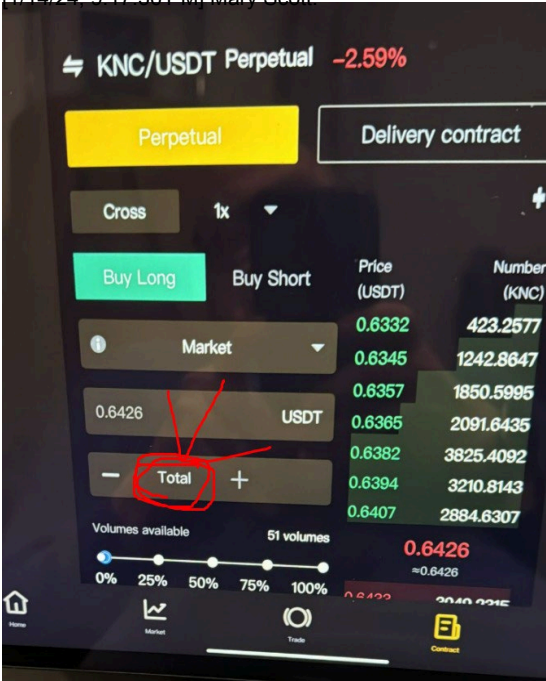 KNC/USDT Perpetual -2.59%
Perpetual
Delivery contract
Cross 1x
Buy Long Buy Short
Price (USDT)
Number (KNC)
Market
0.6332 423.2577
0.6345 1242.8647
0.6357 1850.5995
0.6426 USDT
0.6365 2091.6435
0.6382 3825.4092
Total
0.6394 3210.8143
0.6407 2884.6307
Volumes available 51 volumes
0.6426
≈0.6426
0% 25% 50% 75% 100%
Home
Market
Trade
Contract